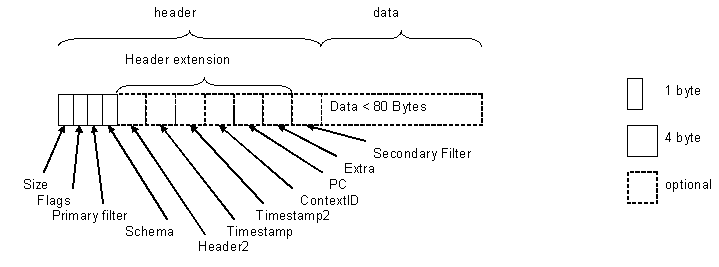 header
data
Header extension
Data < 80 Bytes
1 byte
4 byte
optional
Secondary Filter
Extra
PC
ContextID
Timestamp2
Timestamp
Header2
Schema
Primary filter
Flags
Size